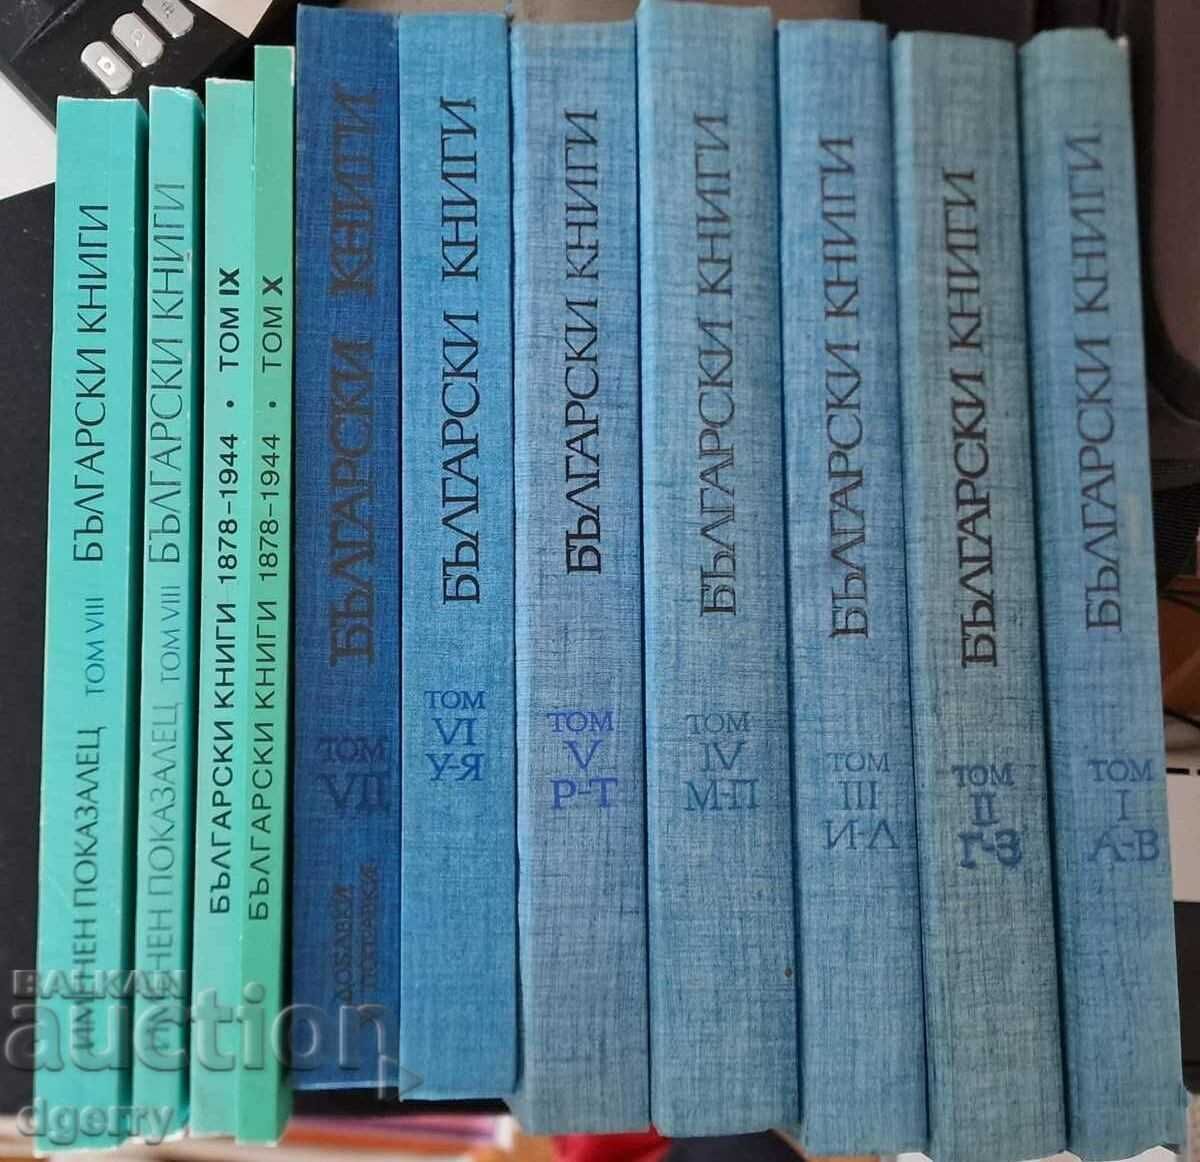 ИМЕНЕН ПОКАЗАЛЕЦ ТОМ VIII БЪЛГАРСКИ КНИГИ
ИМЕНЕН ПОКАЗАЛЕЦ ТОМ VIII БЪЛГАРСКИ КНИГИ
БЪЛГАРСКИ КНИГИ 1878-1944 · ТОМ IX
БЪЛГАРСКИ КНИГИ 1878-1944 · ТОМ X
БЪЛГАРСКИ КНИГИ
ТОМ
VII
ДОБАВКИ
И ПОПРАВКИ
БЪЛГАРСКИ КНИГИ
ТОМ
VI
У-Я
БЪЛГАРСКИ КНИГИ
ТОМ
V
Р-Т
БЪЛГАРСКИ КНИГИ
ТОМ
IV
М-П
БЪЛГАРСКИ КНИГИ
ТОМ
III
И-Л
БЪЛГАРСКИ КНИГИ
ТОМ
II
Г-З
БЪЛГАРСКИ КНИГИ
ТОМ
I
А-В
BALKAN
auction
dgerry